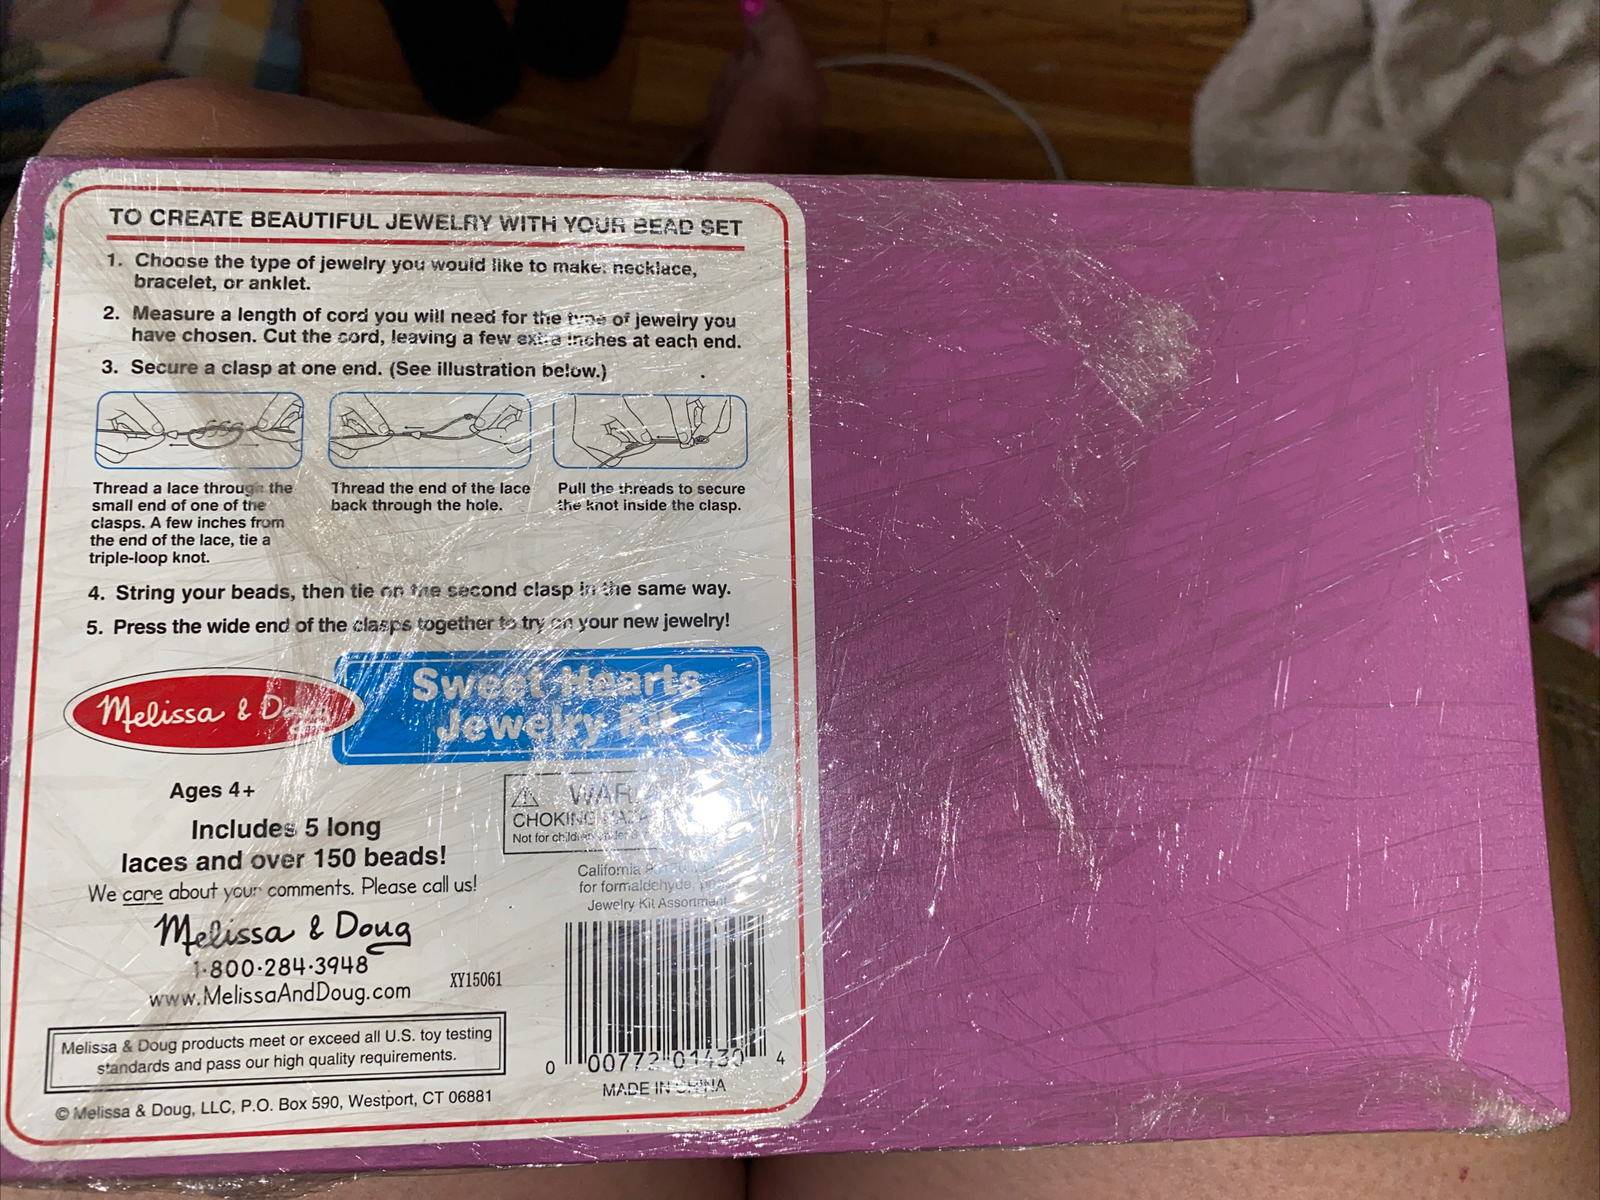 TO CREATE BEAUTIFUL JEWELRY WITH YOUR BEAD SET
1. Choose the type of jewelry you would like to make: necklace,
bracelet, or anklet.
2. Measure a length of cord you will need for the type of jewelry you
have chosen. Cut the cord, leaving a few extra inches at each end.
3. Secure a clasp at one end. (See illustration below.)
Thread a lace through the
small end of one of the
clasps. A few inches from
the end of the lace, tie a
triple-loop knot.
Thread the end of the lace
back through the hole.
Pull the threads to secure
the knot inside the clasp.
4. String your beads, then tie on the second clasp in the same way.
5. Press the wide end of the clasps together to try on your new jewelry!
Melissa & Doug
Sweet Hearts
Jewelry Kit
Ages 4+
Includes 5 long
laces and over 150 beads!
We care about your comments. Please call us!
Melissa & Doug
1-800-284-3948
www.MelissaAndDoug.com
XY15061
Melissa & Doug products meet or exceed all U.S. toy testing
standards and pass our high quality requirements.
© Melissa & Doug, LLC, P.O. Box 590, Westport, CT 06881
CHOKING
Not for children under
California
for formaldehyde,
Jewelry Kit Assortment
0 00772 01430 4
MADE IN CHINA